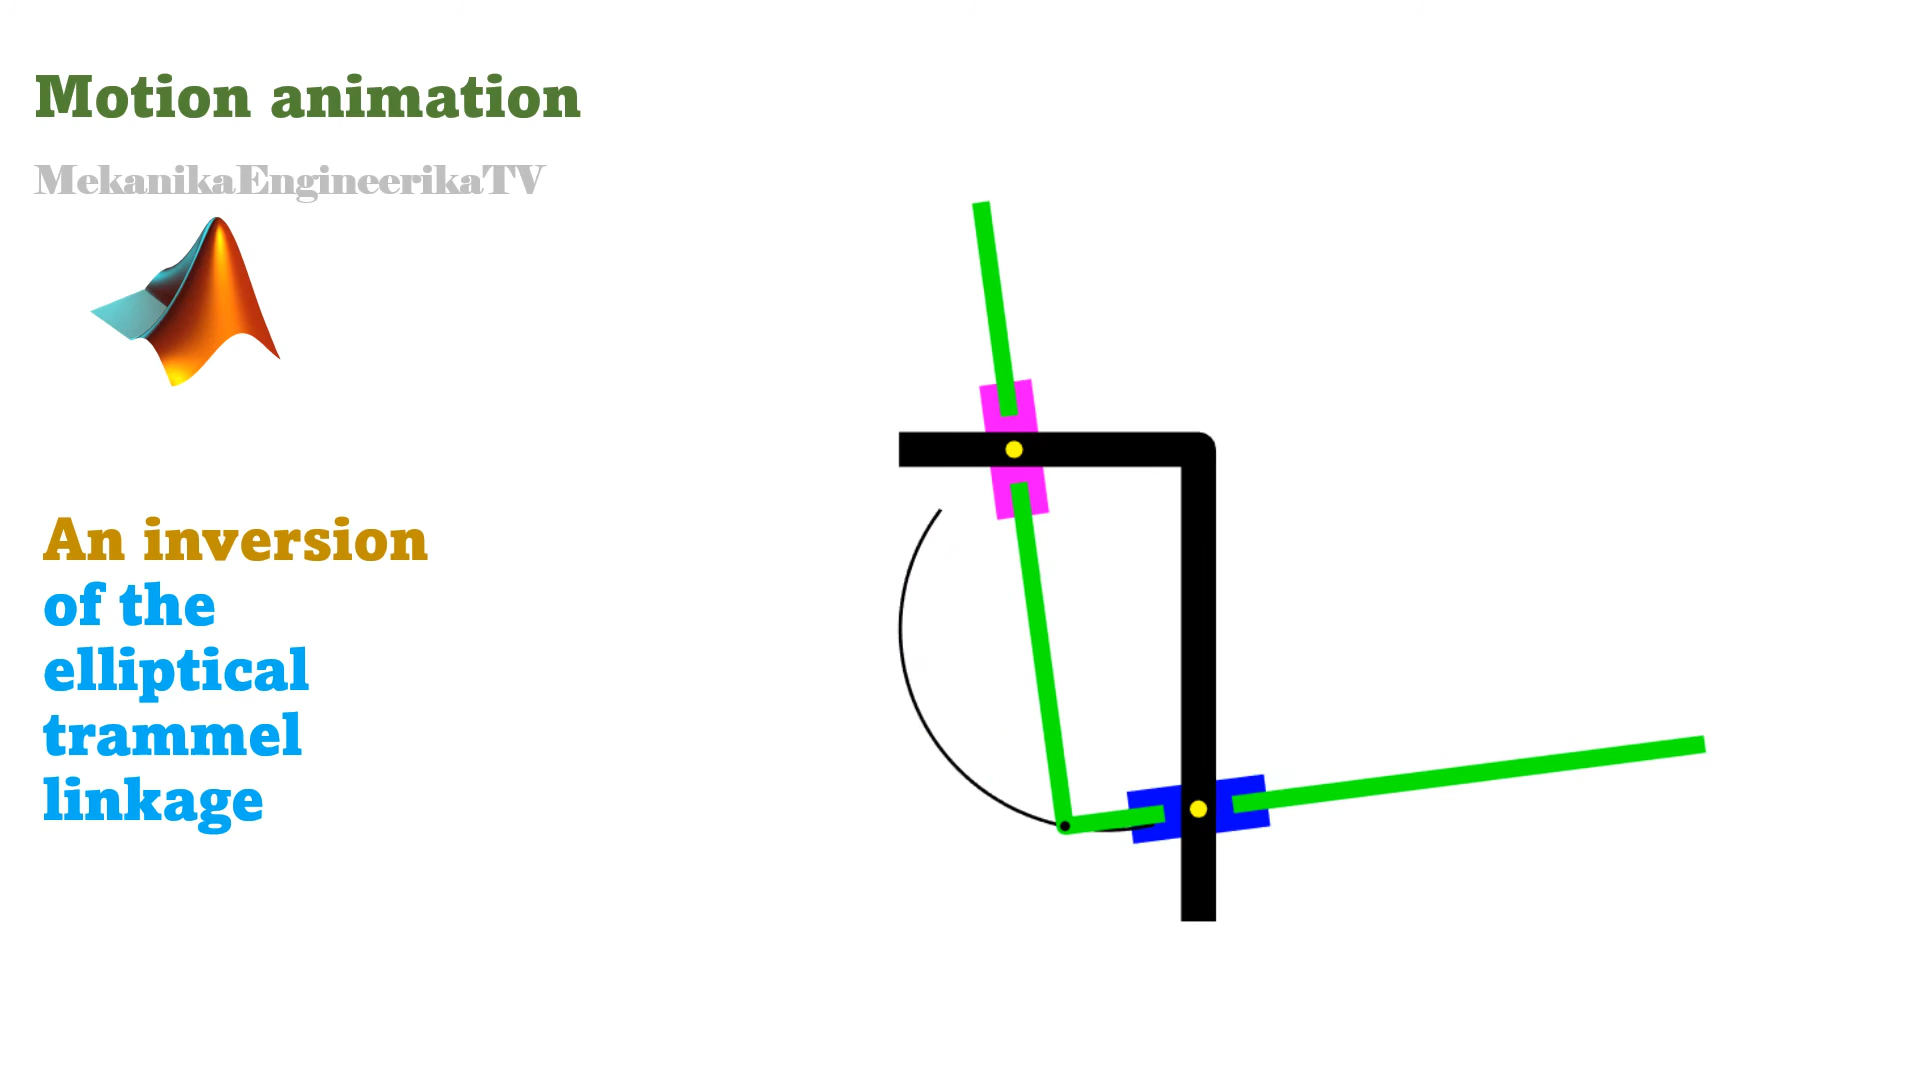 Motion animation
MekanikaEngineerikaTV
An inversion
of the
elliptical
trammel
linkage